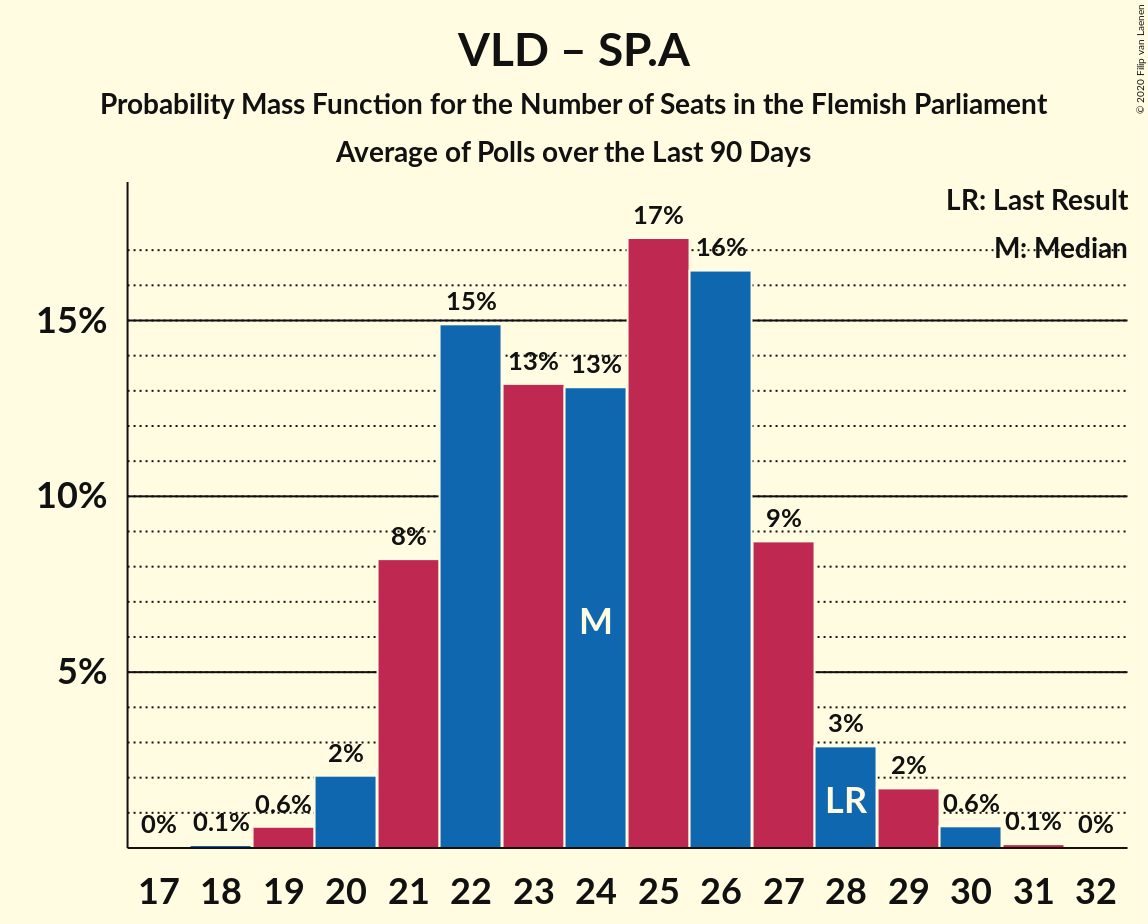 VLD – SP.A
Probability Mass Function for the Number of Seats in the Flemish Parliament
Average of Polls over the Last 90 Days
© 2020 Filip van Laenen
LR: Last Result
M: Median
17%
16%
15%
15%
13%
13%
10%
9%
8%
M
5%
3%
2%
2%
LR
0%
0.1%
0.6%
0.6%
0.1%
0%
17 18 19 20 21 22 23 24 25 26 27 28 29 30 31 32